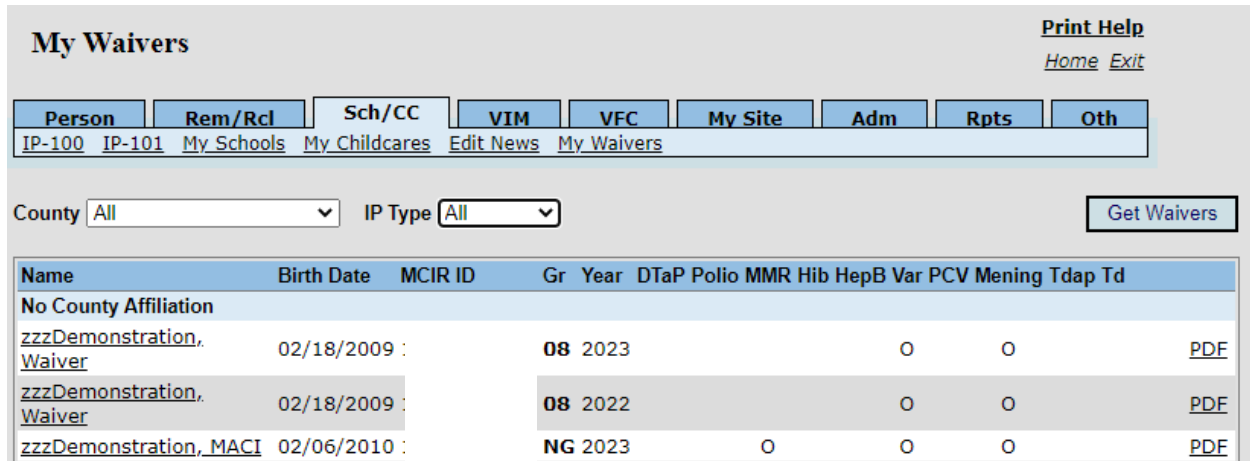 My Waivers
Print Help
Home Exit
Person Rem/Rcl Sch/CC VIM VFC My Site Adm Rpts Oth
IP-100 IP-101 My Schools My Childcares Edit News My Waivers
County All IP Type All Get Waivers
Name Birth Date MCIR ID Gr Year DTaP Polio MMR Hib HepB Var PCV Mening Tdap Td
No County Affiliation
zzzDemonstration,
Waiver 02/18/2009 08 2023 O O PDF
zzzDemonstration,
Waiver 02/18/2009 08 2022 O O PDF
zzzDemonstration, MACI 02/06/2010 NG 2023 O O O PDF